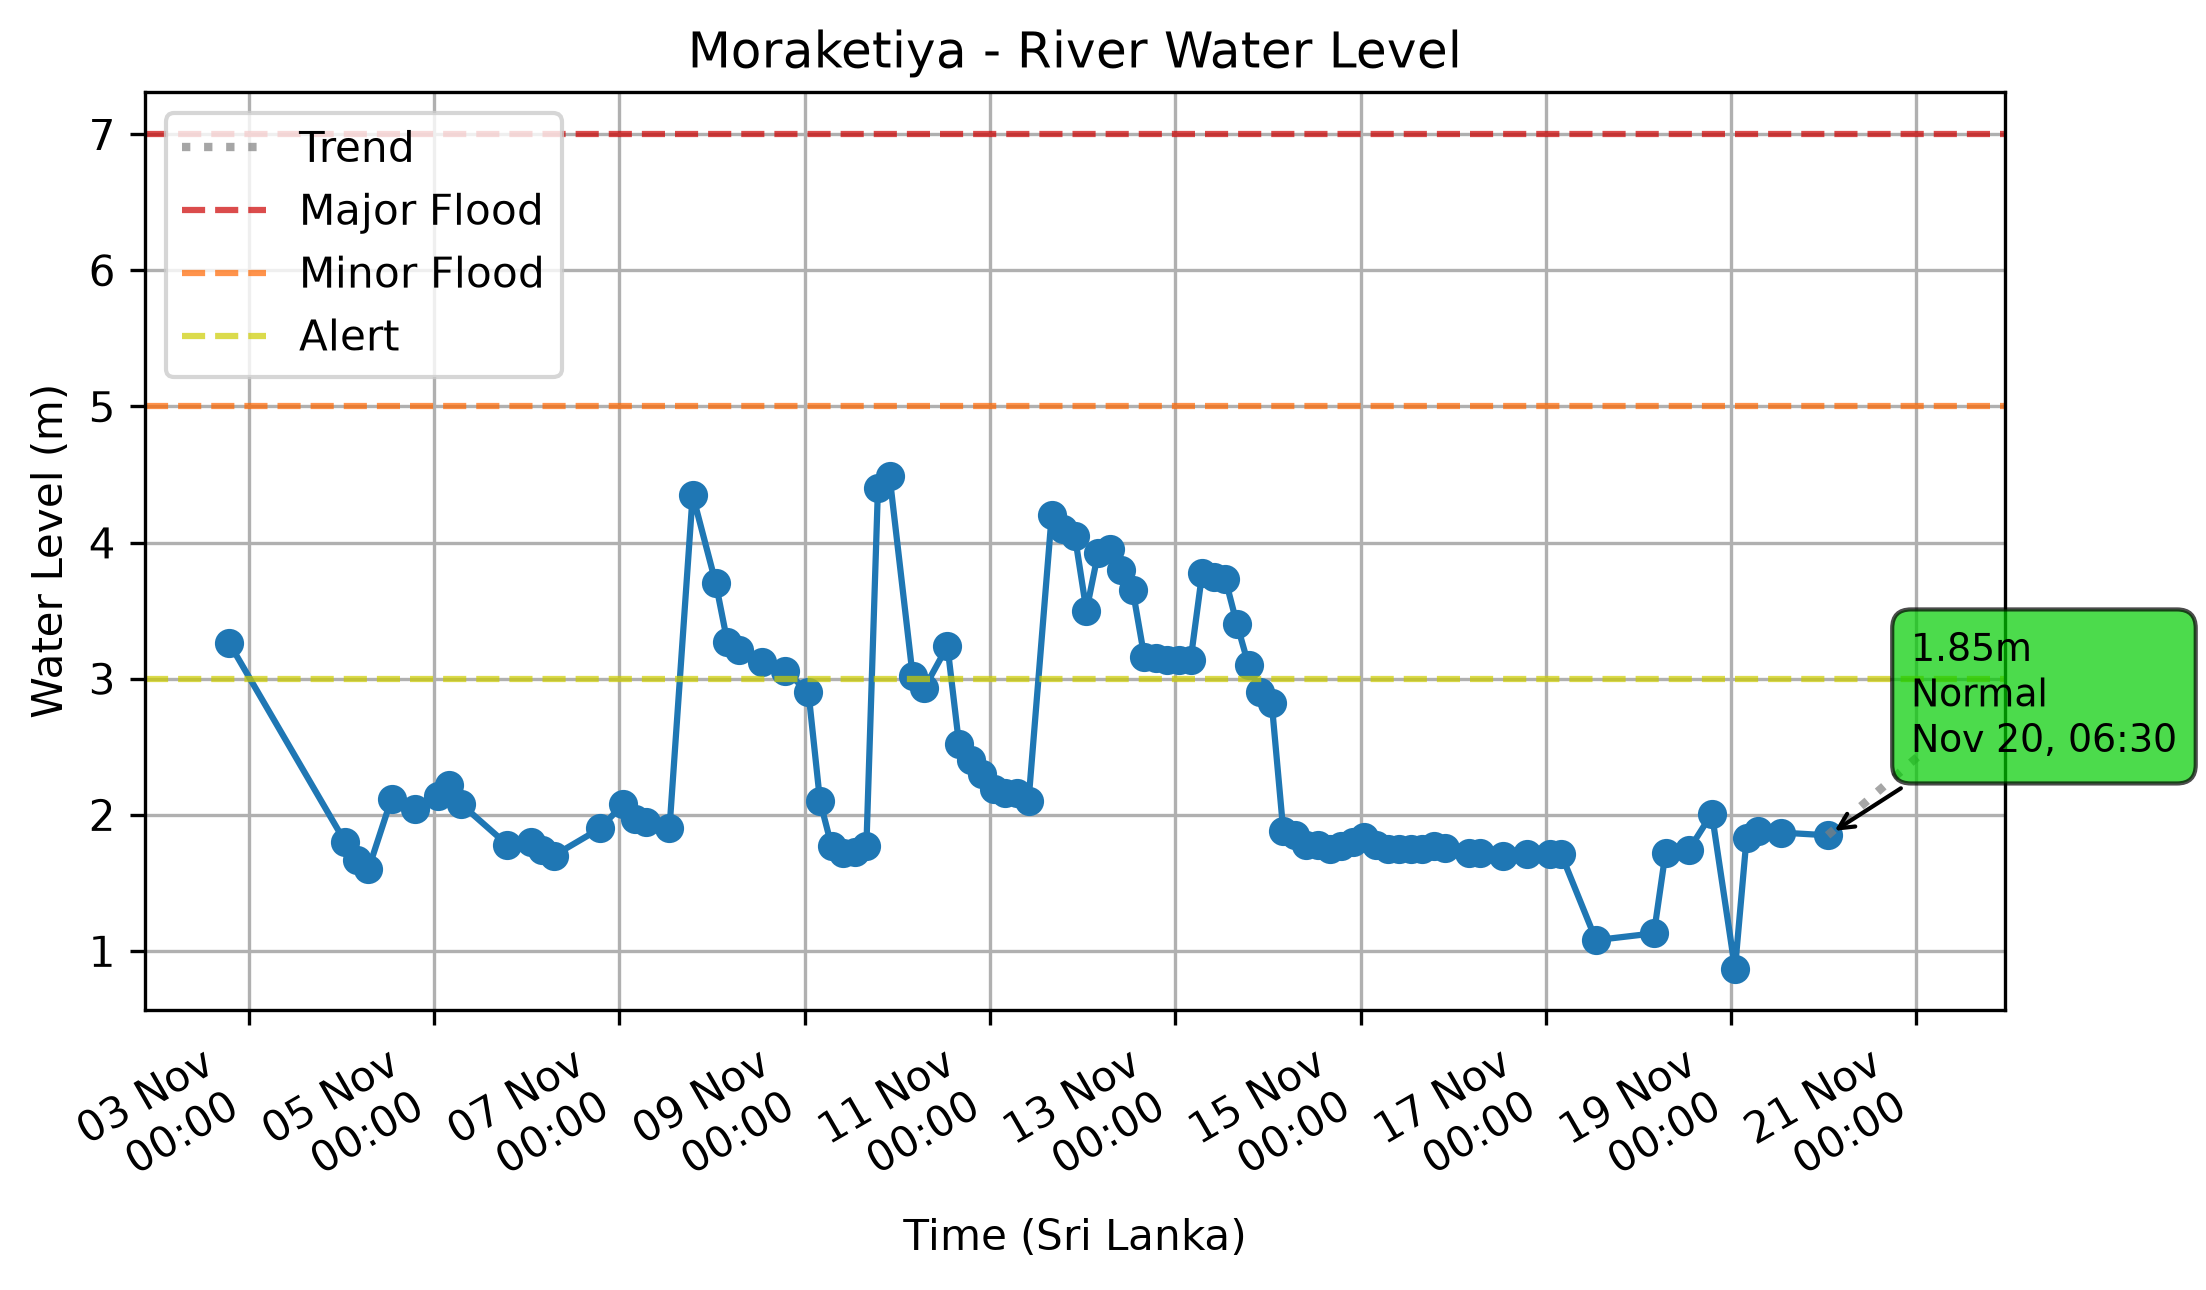 Moraketiya - River Water Level
Trend
Major Flood
Minor Flood
Alert
7
6
5
4
3
2
1
Water Level (m)
1.85m
Normal
Nov 20, 06:30
03 Nov
00:00
05 Nov
00:00
07 Nov
00:00
09 Nov
00:00
11 Nov
00:00
13 Nov
00:00
15 Nov
00:00
17 Nov
00:00
19 Nov
00:00
21 Nov
00:00
Time (Sri Lanka)